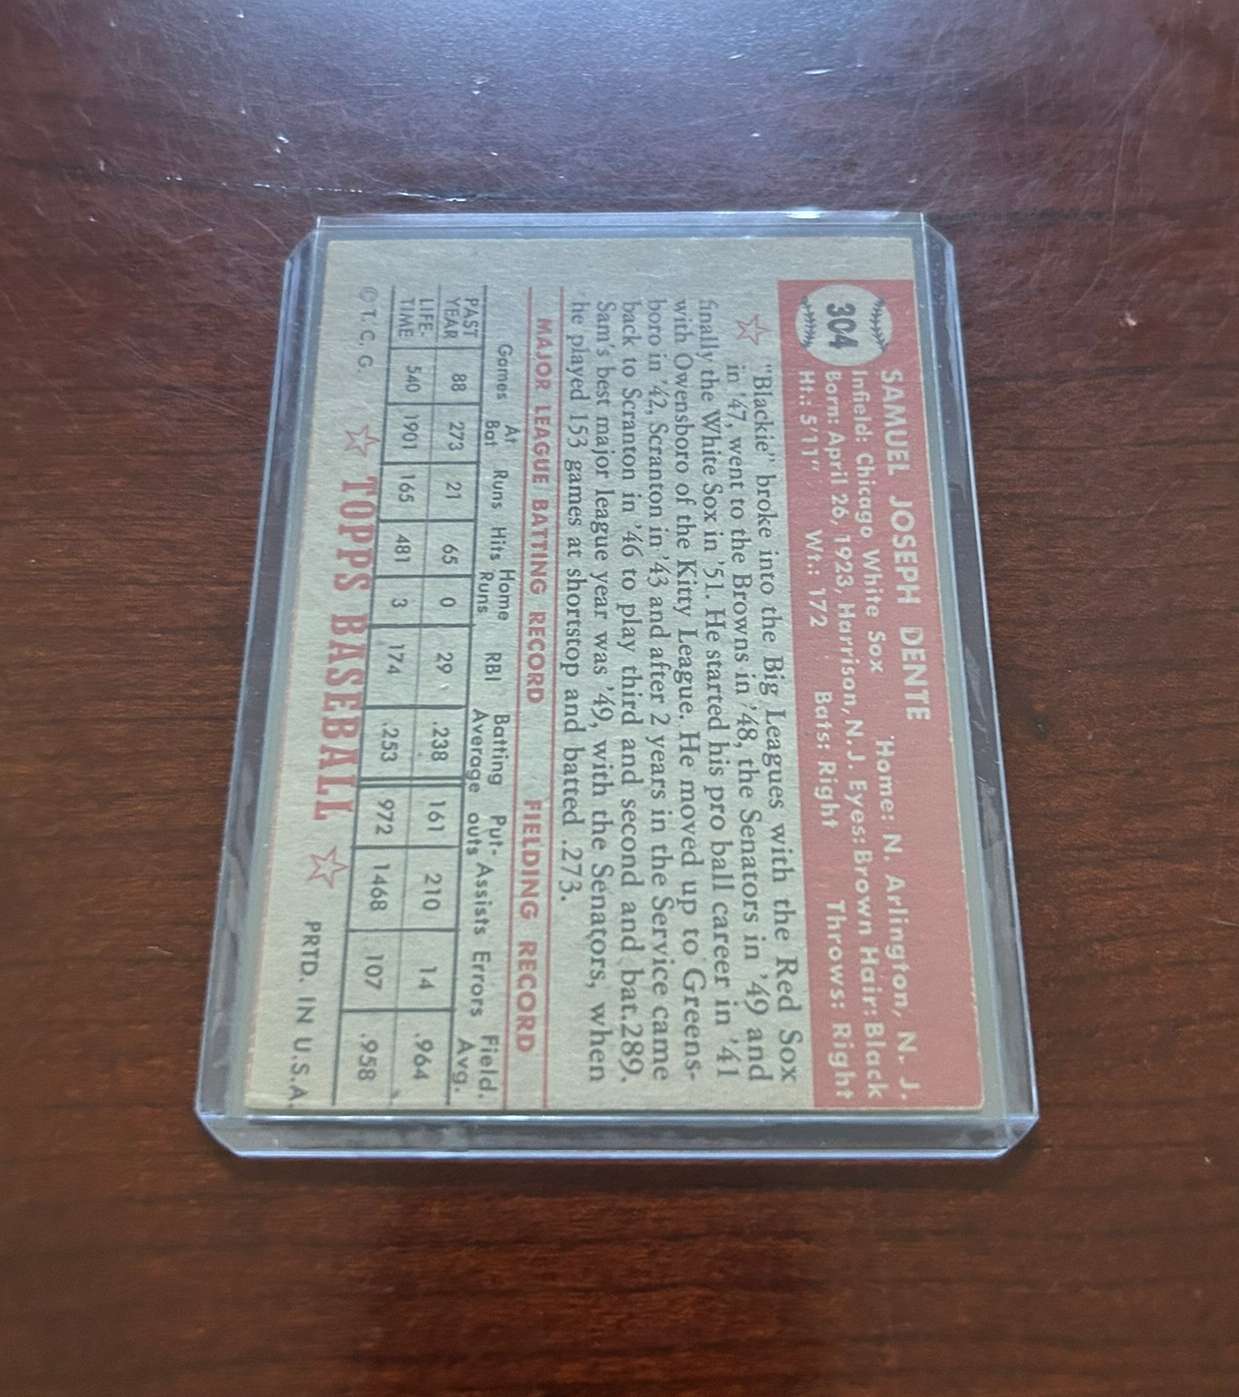 304
SAMUEL JOSEPH DENTE
Infield: Chicago White Sox Home: N. Arlington, N. J.
Born: April 26, 1923, Harrison, N.J. Eyes: Brown Hair: Black
Ht.: 5'11" Wt.: 172 Bats: Right Throws: Right
"Blackie" broke into the Big Leagues with the Red Sox
in '47, went to the Browns in '48, the Senators in '49 and
finally the White Sox in '51. He started his pro ball career in '41
with Owensboro of the Kitty League. He moved up to Greens-
boro in '42, Scranton in '43 and after 2 years in the Service came
back to Scranton in '46 to play third and second and bat .289.
Sam's best major league year was '49, with the Senators, when
he played 153 games at shortstop and batted .273.
MAJOR LEAGUE BATTING RECORD FIELDING RECORD
Games At Bat Runs Hits Home Runs RBI Batting Average Put-outs Assists Errors Field. Avg.
PAST YEAR 88 273 21 65 0 29 .238 161 210 14 .964
LIFE-TIME 540 1901 165 481 3 174 .253 972 1468 107 .958
© T. C. G. TOPPS BASEBALL PRTD. IN U.S.A.